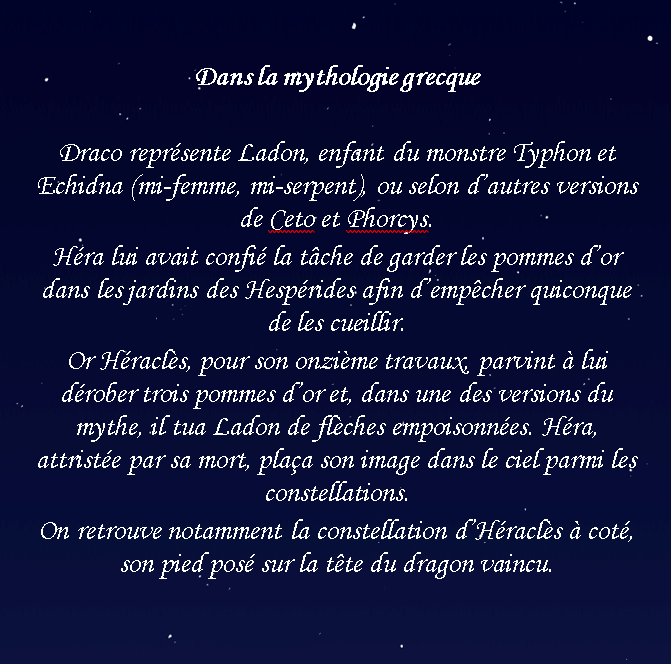 Dans la mythologie grecque
Draco représente Ladon, enfant du monstre Typhon et
Echidna (mi-femme, mi-serpent), ou selon d'autres versions
de Ceto et Phorcys.
Héra lui avait confié la tâche de garder les pommes d'or
dans les jardins des Hespérides afin d'empêcher quiconque
de les cueillir.
Or Héraclès, pour son onzième travaux, parvint à lui
dérober trois pommes d'or et, dans une des versions du
mythe, il tua Ladon de flèches empoisonnées. Héra,
attristée par sa mort, plaça son image dans le ciel parmi les
constellations.
On retrouve notamment la constellation d'Héraclès à coté,
son pied posé sur la tête du dragon vaincu.